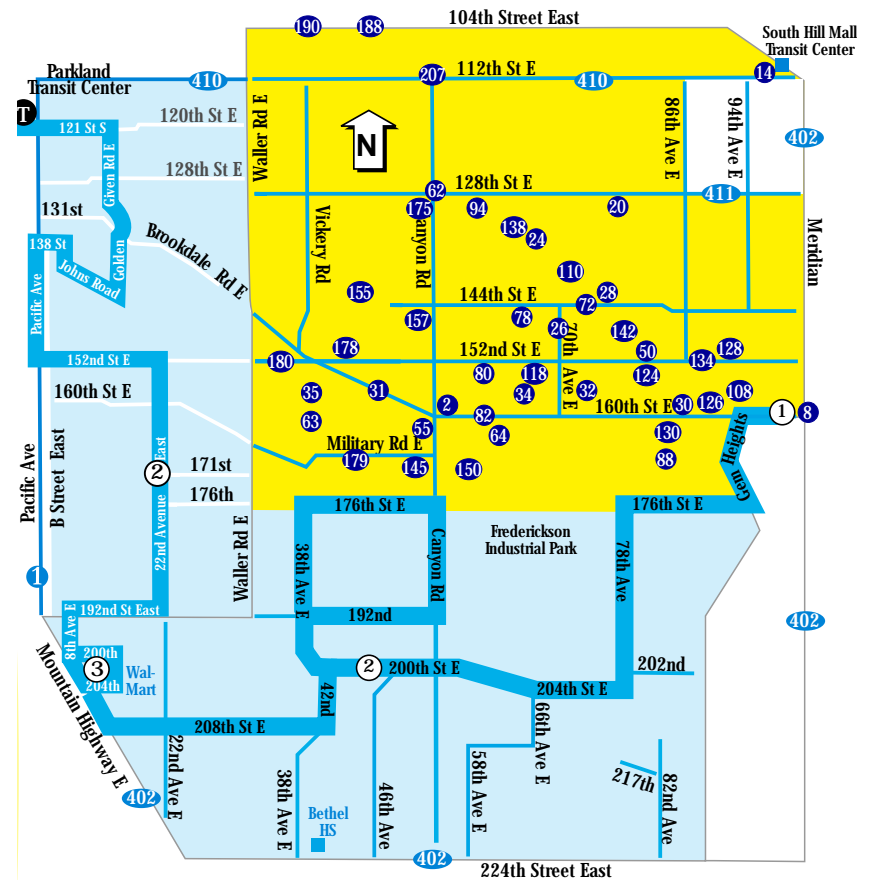 190
188
104th Street East
South Hill Mall
Transit Center
Parkland
Transit Center
410
207
112th St E
410
14
T
121 St S
120th St E
Waller Rd E
N
86th Ave E
94th Ave E
402
Given Rd E
128th St E
62
128th St E
411
131st
175
94
20
138
24
Canyon Rd
Vickery Rd
Meridian
138 St
Golden
Johns Road
Brookdale Rd E
110
155
144th St E
28
72
Pacific Ave
157
78
26
70th Ave E
142
178
152nd St E
50
128
152nd St E
180
134
80
118
124
160th St E
35
31
34
32
108
2
160th St E
30
126
1
8
63
55
82
64
130
Gem Heights
Military Rd E
171st
179
145
150
88
2
22nd Avenue East
176th
Pacific Ave
B Street East
176th St E
176th St E
Waller Rd E
38th Ave E
Canyon Rd
Frederickson
Industrial Park
78th Ave
1
192nd St East
192nd
402
8th Ave E
200th
3
204th
Wal-
Mart
2
200th St E
202nd
204th St E
Mountain Highway E
42nd
208th St E
66th Ave E
22nd Ave E
38th Ave E
46th Ave
58th Ave E
217th
82nd Ave E
402
Bethel
HS
402
224th Street East